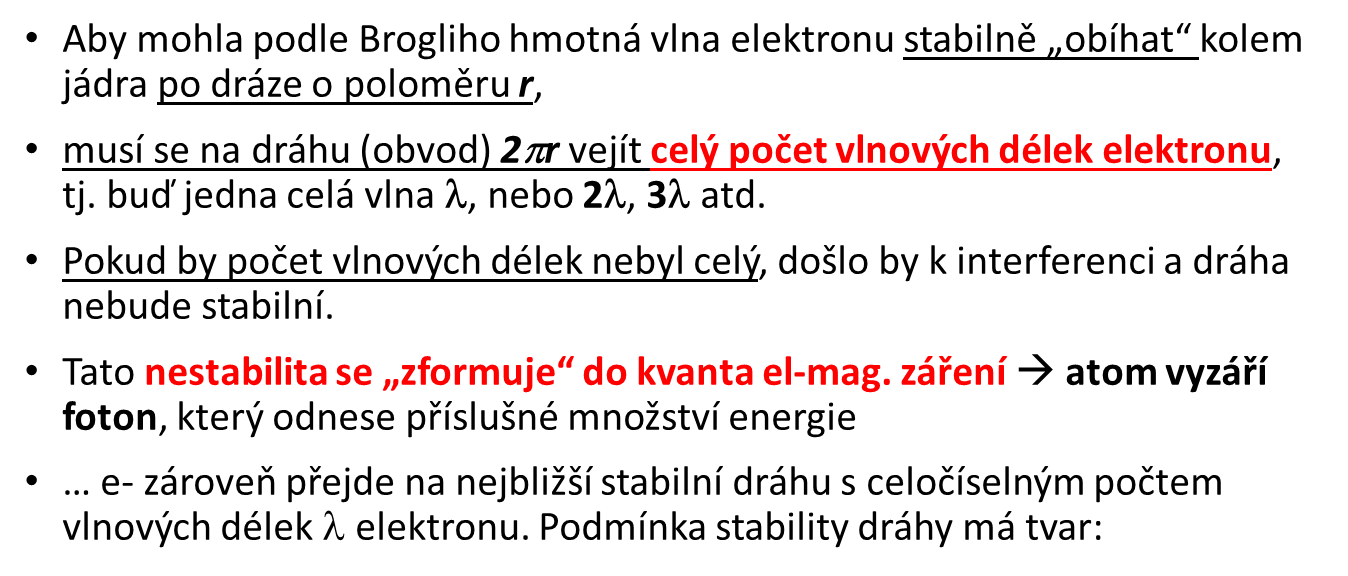 • Aby mohla podle Brogliho hmotná vlna elektronu stabilně „obíhat“ kolem
jádra po dráze o poloměru r,
• musí se na dráhu (obvod) 2πr vejít celý počet vlnových délek elektronu,
tj. buď jedna celá vlna λ, nebo 2λ, 3λ atd.
• Pokud by počet vlnových délek nebyl celý, došlo by k interferenci a dráha
nebude stabilní.
• Tato nestabilita se „zformuje“ do kvanta el-mag. záření → atom vyzáří
foton, který odnese příslušné množství energie
• … e- zároveň přejde na nejbližší stabilní dráhu s celočíselným počtem
vlnových délek λ elektronu. Podmínka stability dráhy má tvar: